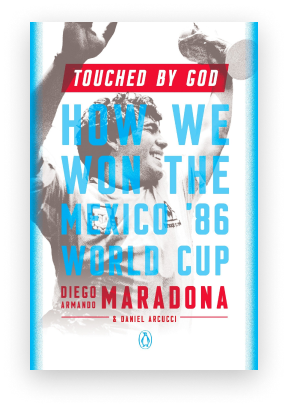 TOUCHED BY GOD
HOW WE
WON THE
MEXICO '86
WORLD CUP
DIEGO
ARMANDO
MARADONA
& DANIEL ARCUCCI